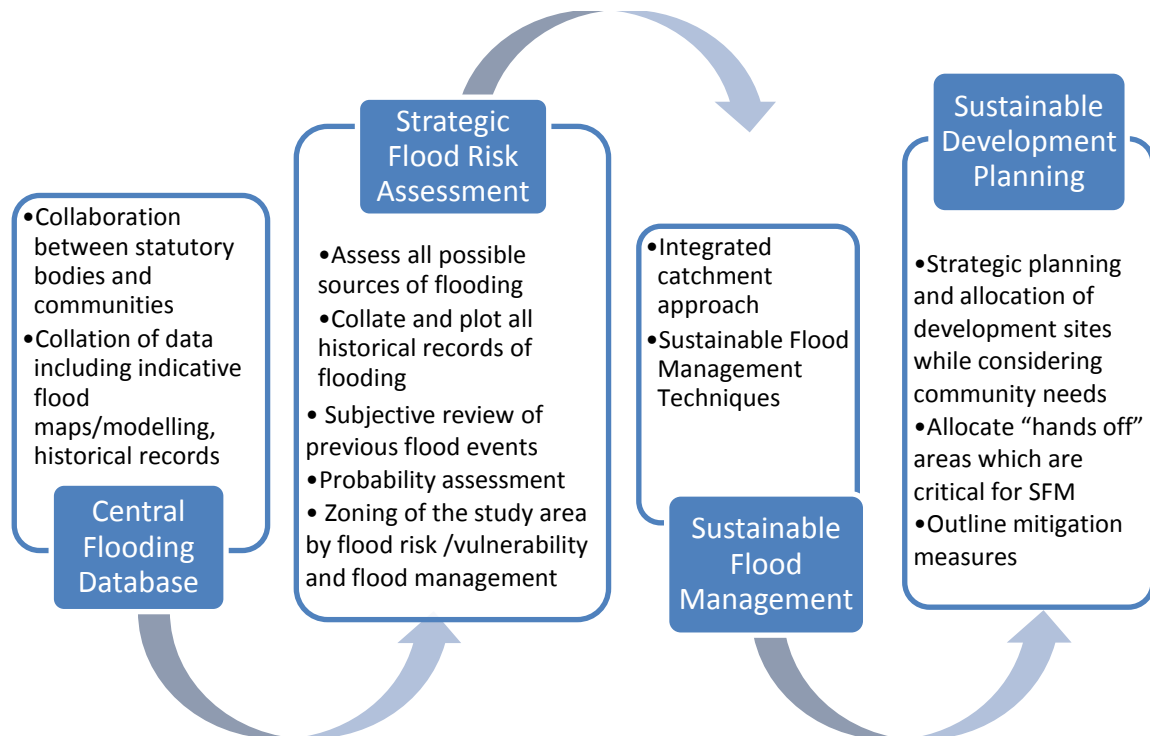 •Collaboration
between statutory
bodies and
communities
•Collation of data
including indicative
flood
maps/modelling,
historical records
Central
Flooding
Database
Strategic
Flood Risk
Assessment
•Assess all possible
sources of flooding
•Collate and plot all
historical records of
flooding
• Subjective review of
previous flood events
•Probability assessment
• Zoning of the study area
by flood risk /vulnerability
and flood management
•Integrated
catchment
approach
•Sustainable Flood
Management
Techniques
Sustainable
Flood
Management
Sustainable
Development
Planning
•Strategic planning
and allocation of
development sites
while considering
community needs
•Allocate “hands off”
areas which are
critical for SFM
•Outline mitigation
measures